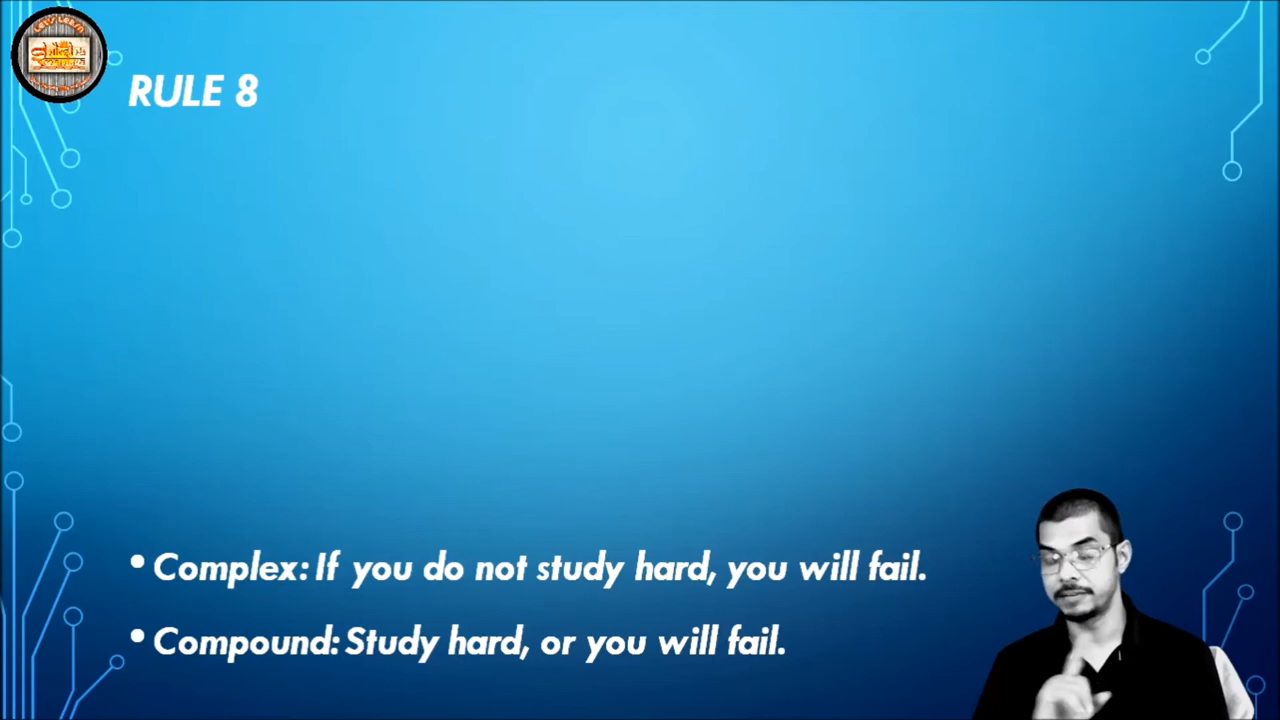 RULE 8
• Complex: If you do not study hard, you will fail.
• Compound: Study hard, or you will fail.